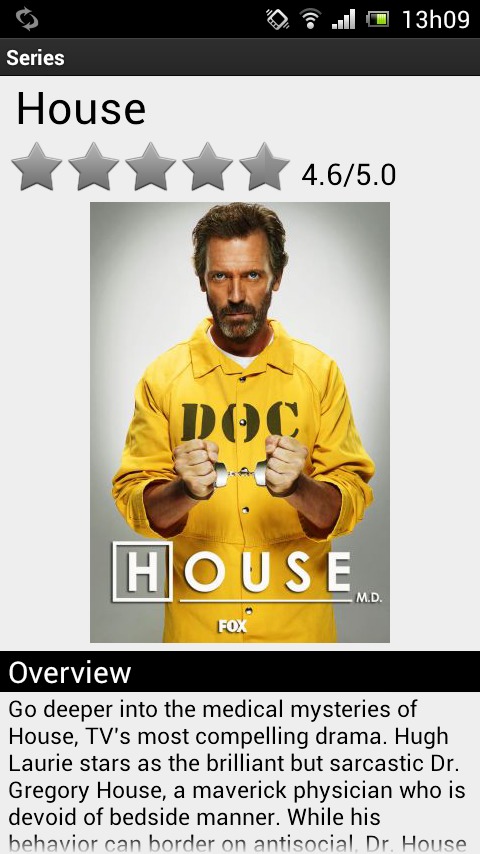 13h09
Series
House
4.6/5.0
DOC
HOUSE
M.D.
FOX
Overview
Go deeper into the medical mysteries of
House, TV's most compelling drama. Hugh
Laurie stars as the brilliant but sarcastic Dr.
Gregory House, a maverick physician who is
devoid of bedside manner. While his
behavior can border on antisocial, Dr. House